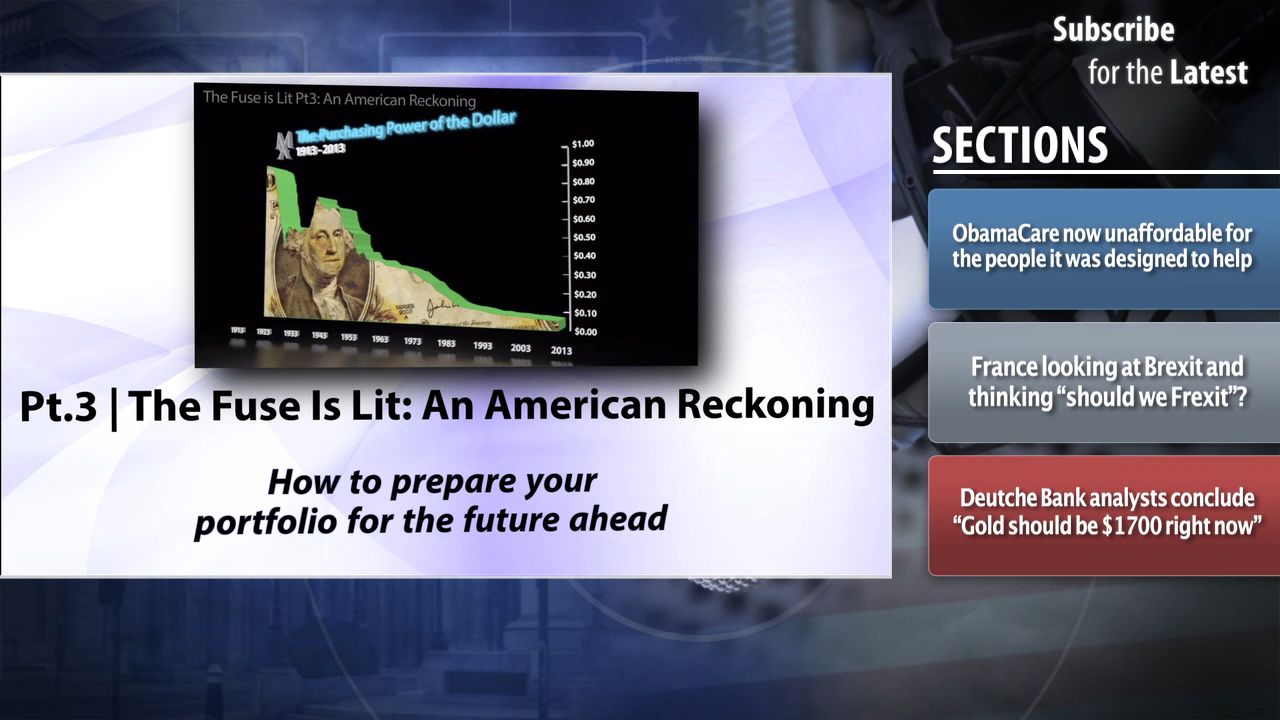 Subscribe
for the Latest
The Fuse is Lit Pt3: An American Reckoning
The Purchasing Power of the Dollar
1913-2013
$1.00
$0.90
$0.80
$0.70
$0.60
$0.50
$0.40
$0.30
$0.20
$0.10
$0.00
1913 1923 1933 1943 1953 1963 1973 1983 1993 2003 2013
Pt.3 | The Fuse Is Lit: An American Reckoning
How to prepare your
portfolio for the future ahead
SECTIONS
ObamaCare now unaffordable for
the people it was designed to help
France looking at Brexit and
thinking “should we Frexit”?
Deutche Bank analysts conclude
“Gold should be $1700 right now”